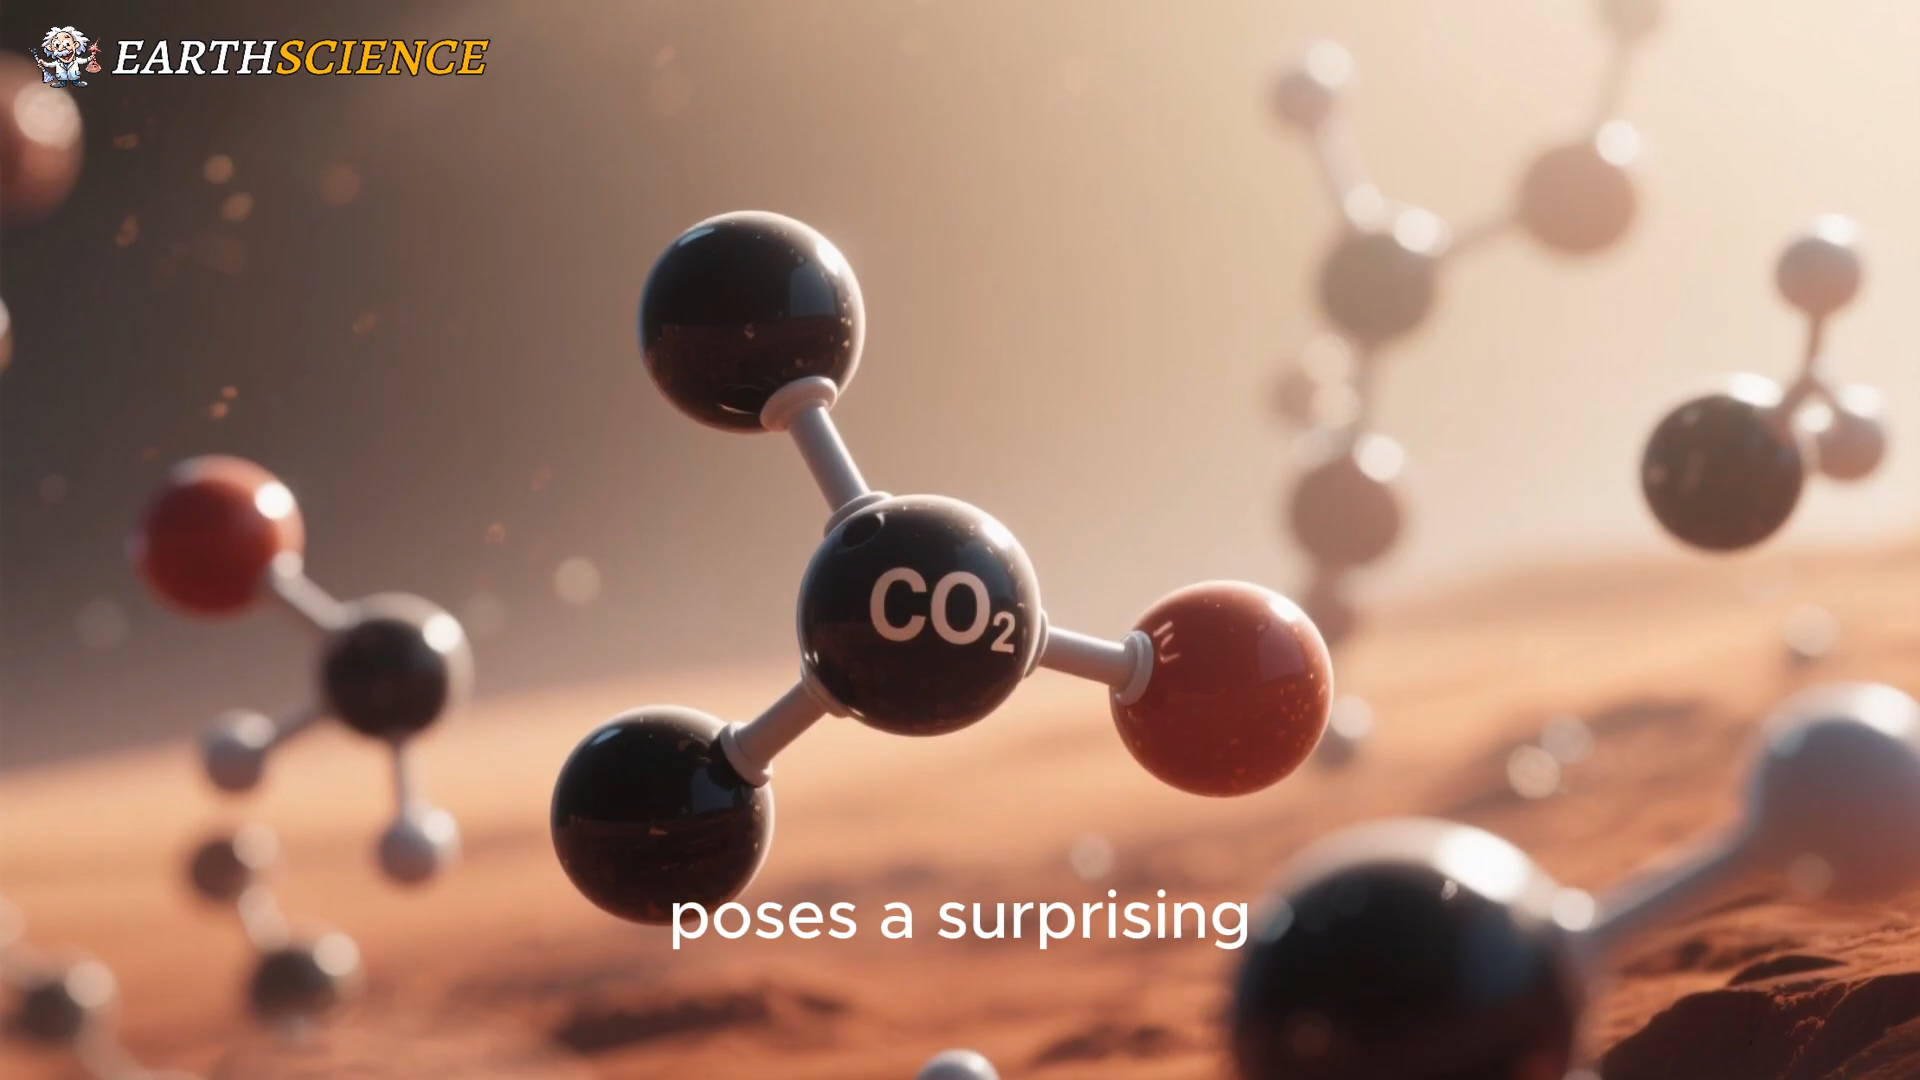 EARTHSCIENCE
CO₂
poses a surprising